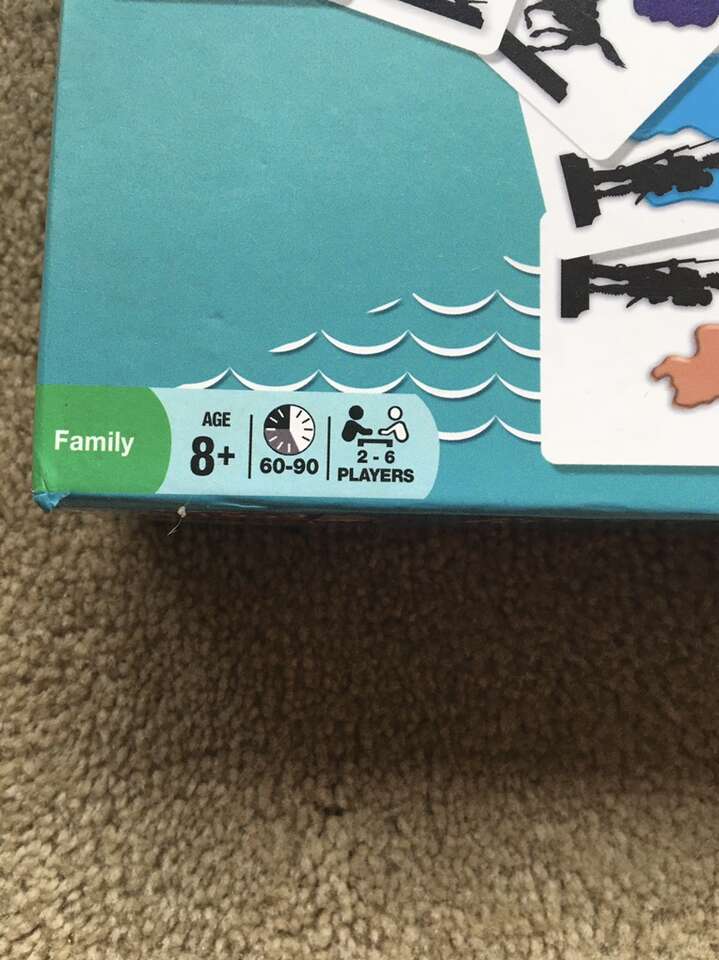 Family
AGE
8+
60-90
2 - 6
PLAYERS